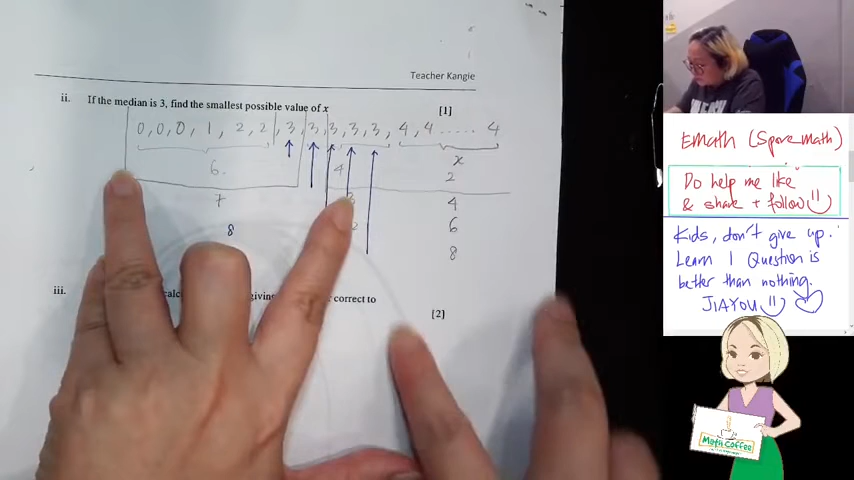 Teacher Kangie
ii. If the median is 3, find the smallest possible value of x
[1]
0, 0, 0, 1, 2, 2, 3, 3, 3, 3, 3, 4, 4 ..... 4
6. 4 x
2
7 3 4
8 2 6
8
iii. correct to
[2]
Emath (Spore math)
Do help me like
& share + follow
Kids, don't give up.
Learn 1 Question is
better than nothing.
JIAYOU
Math Coffee